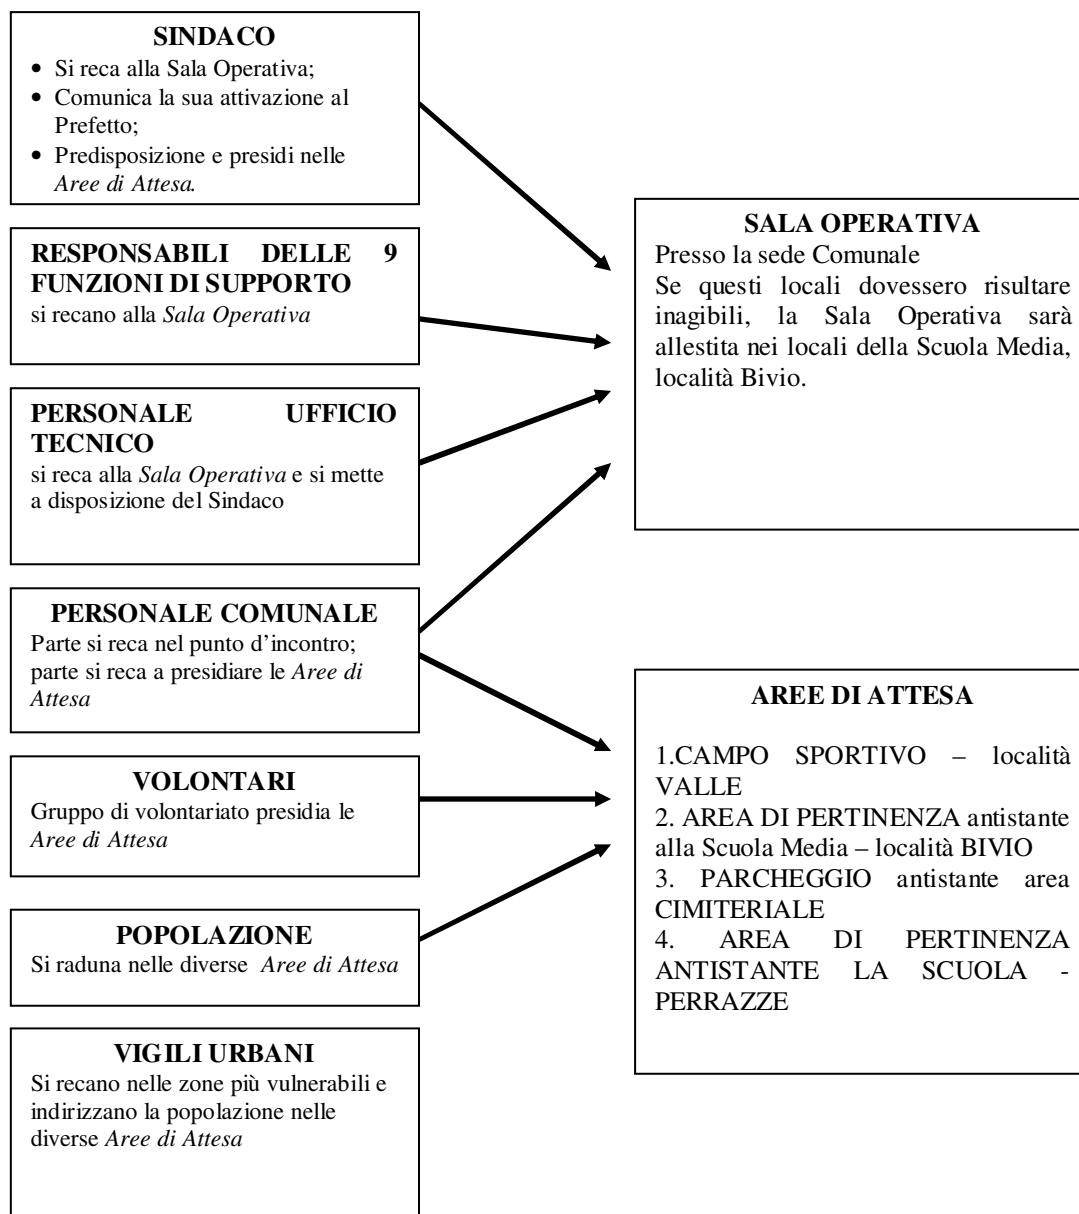 SINDACO
• Si reca alla Sala Operativa;
• Comunica la sua attivazione al
Prefetto;
• Predisposizione e presidi nelle
Aree di Attesa.
RESPONSABILI DELLE 9
FUNZIONI DI SUPPORTO
si recano alla Sala Operativa
PERSONALE UFFICIO
TECNICO
si reca alla Sala Operativa e si mette
a disposizione del Sindaco
PERSONALE COMUNALE
Parte si reca nel punto d'incontro;
parte si reca a presidiare le Aree di
Attesa
VOLONTARI
Gruppo di volontariato presidia le
Aree di Attesa
POPOLAZIONE
Si raduna nelle diverse Aree di Attesa
VIGILI URBANI
Si recano nelle zone più vulnerabili e
indirizzano la popolazione nelle
diverse Aree di Attesa
SALA OPERATIVA
Presso la sede Comunale
Se questi locali dovessero risultare
inagibili, la Sala Operativa sarà
allestita nei locali della Scuola Media,
località Bivio.
AREE DI ATTESA
1.CAMPO SPORTIVO – località
VALLE
2. AREA DI PERTINENZA antistante
alla Scuola Media – località BIVIO
3. PARCHEGGIO antistante area
CIMITERIALE
4. AREA DI PERTINENZA
ANTISTANTE LA SCUOLA -
PERRAZZE